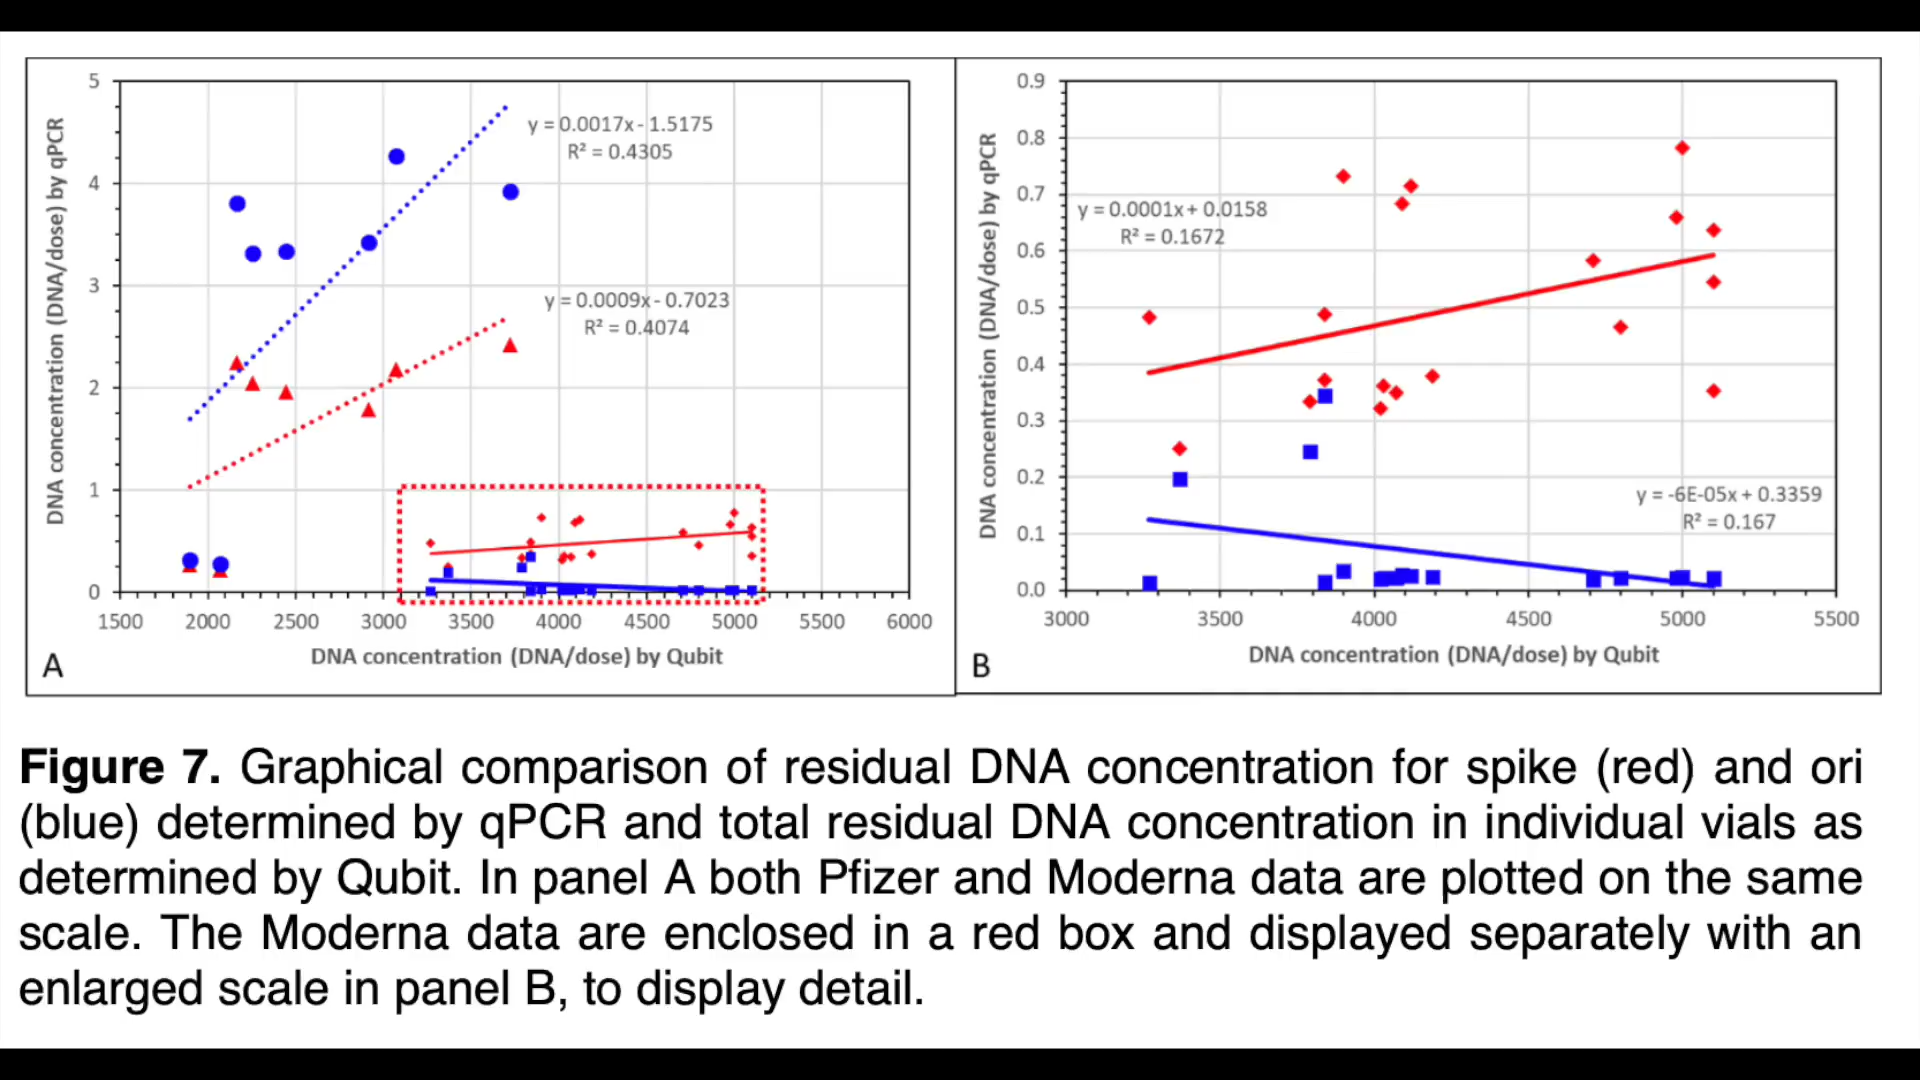 5
4
3
2
1
0
DNA concentration (DNA/dose) by qPCR
y = 0.0017x - 1.5175
R² = 0.4305
y = 0.0009x - 0.7023
R² = 0.4074
1500 2000 2500 3000 3500 4000 4500 5000 5500 6000
DNA concentration (DNA/dose) by Qubit
A
0.9
0.8
0.7
0.6
0.5
0.4
0.3
0.2
0.1
0.0
DNA concentration (DNA/dose) by qPCR
y = 0.0001x + 0.0158
R² = 0.1672
y = -6E-05x + 0.3359
R² = 0.167
3000 3500 4000 4500 5000 5500
DNA concentration (DNA/dose) by Qubit
B
Figure 7. Graphical comparison of residual DNA concentration for spike (red) and ori
(blue) determined by qPCR and total residual DNA concentration in individual vials as
determined by Qubit. In panel A both Pfizer and Moderna data are plotted on the same
scale. The Moderna data are enclosed in a red box and displayed separately with an
enlarged scale in panel B, to display detail.